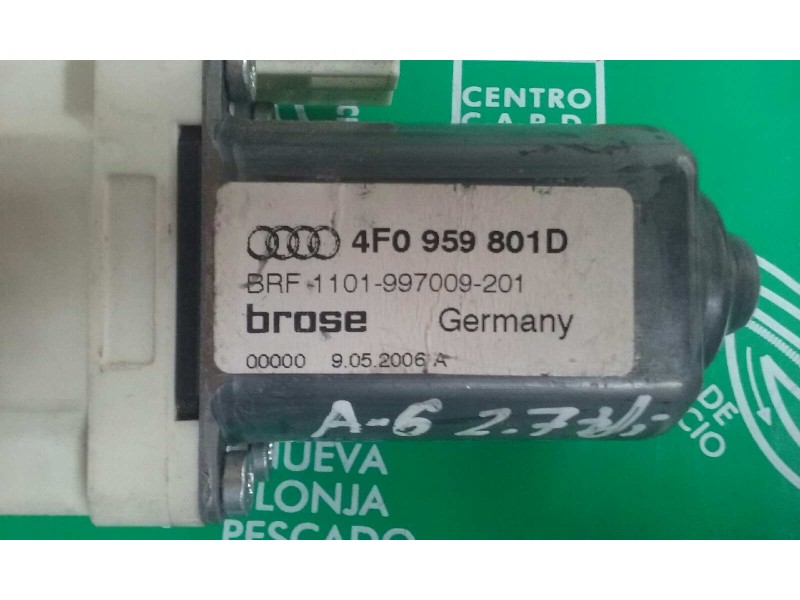 CENTRO
4F0 959 801D
BRF 1101-997009-201
brose Germany
00000 9.05.2006 A
A-6 2.7
DE
CIO
NUEVA
LONJA
PESCADO